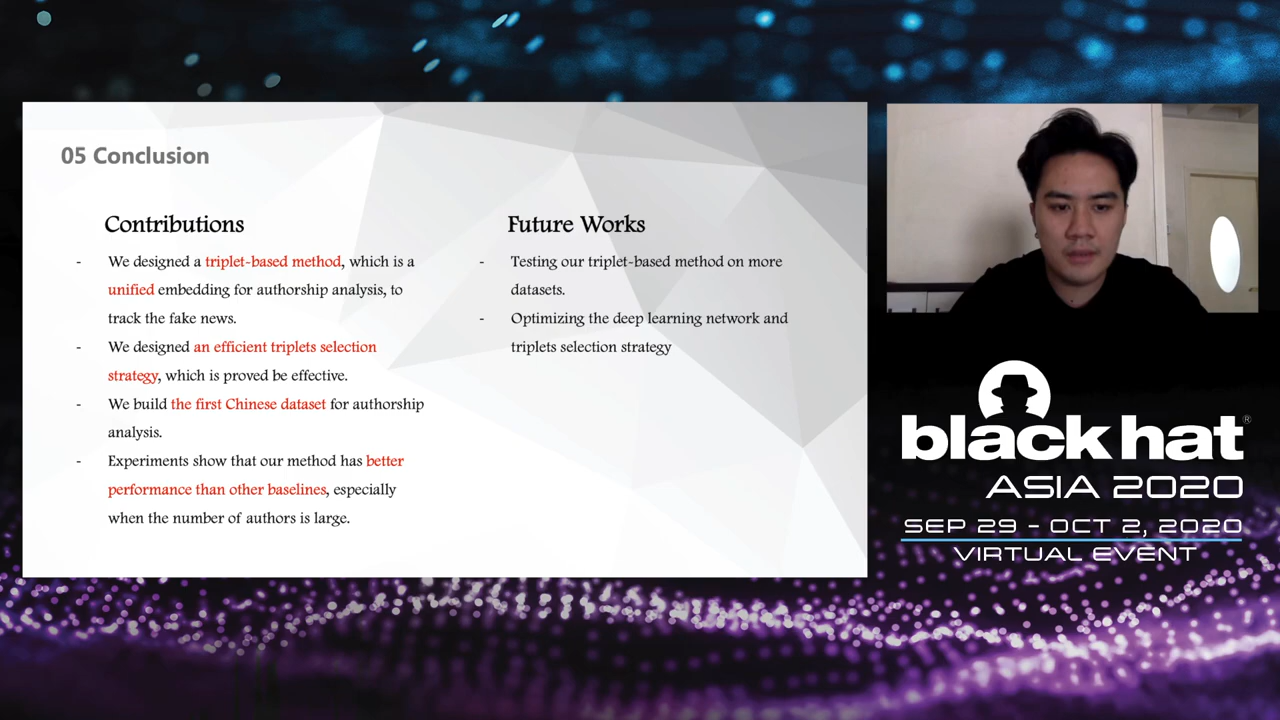 05 Conclusion
Contributions
- We designed a triplet-based method, which is a
unified embedding for authorship analysis, to
track the fake news.
- We designed an efficient triplets selection
strategy, which is proved be effective.
- We build the first Chinese dataset for authorship
analysis.
- Experiments show that our method has better
performance than other baselines, especially
when the number of authors is large.
Future Works
- Testing our triplet-based method on more
datasets.
- Optimizing the deep learning network and
triplets selection strategy
black hat®
ASIA 2020
SEP 29 - OCT 2, 2020
VIRTUAL EVENT